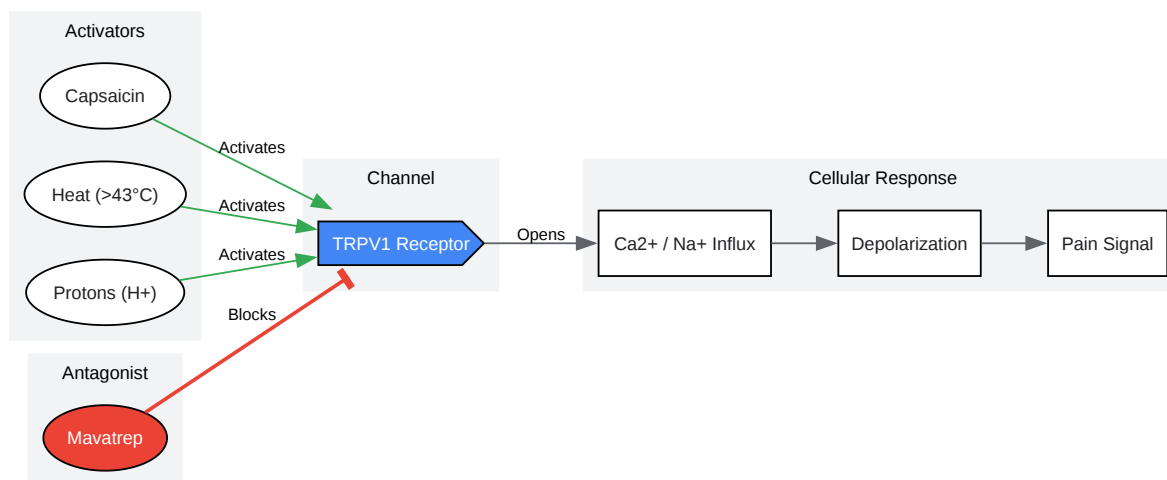 Activators
Capsaicin
Activates
Heat (>43°C)
Activates
Activates
Protons (H+)
Channel
TRPV1 Receptor
Opens
Cellular Response
Ca2+ / Na+ Influx
Depolarization
Pain Signal
Blocks
Antagonist
Mavatrep